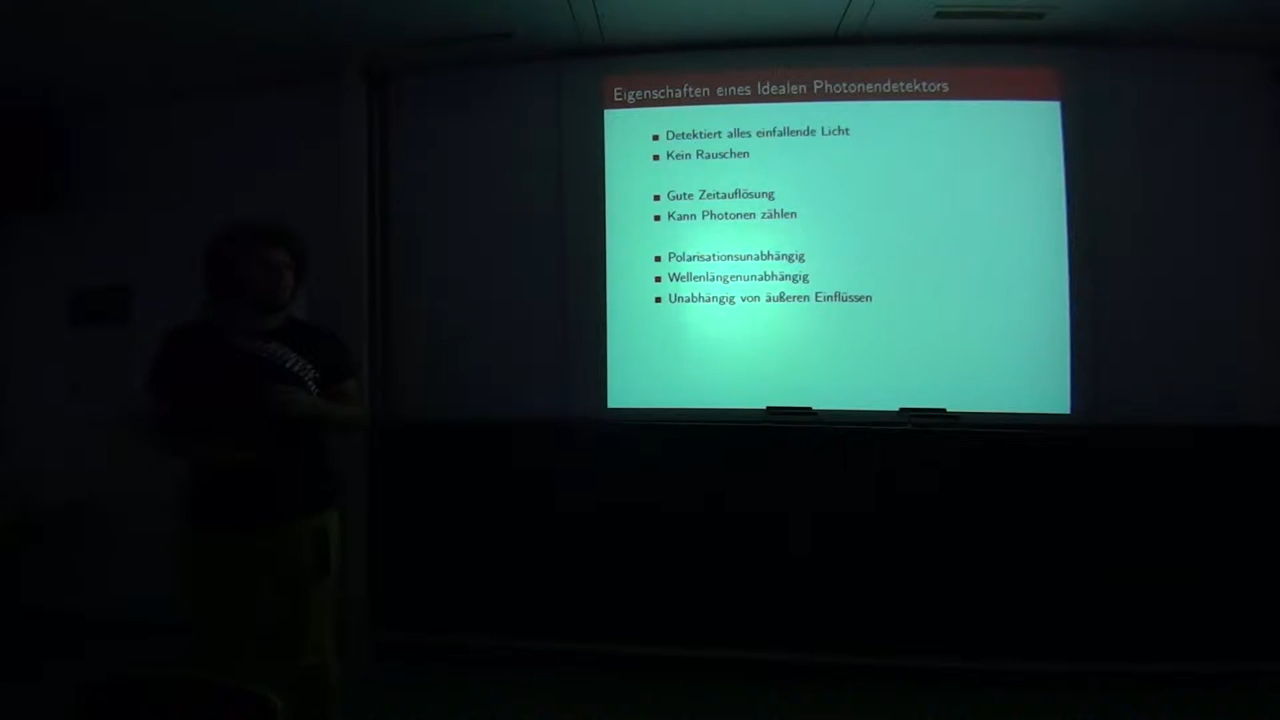 Eigenschaften eines Idealen Photonendetektors
Detektiert alles einfallende Licht
Kein Rauschen
Gute Zeitauflösung
Kann Photonen zählen
Polarisationsunabhängig
Wellenlängenunabhängig
Unabhängig von äußeren Einflüssen